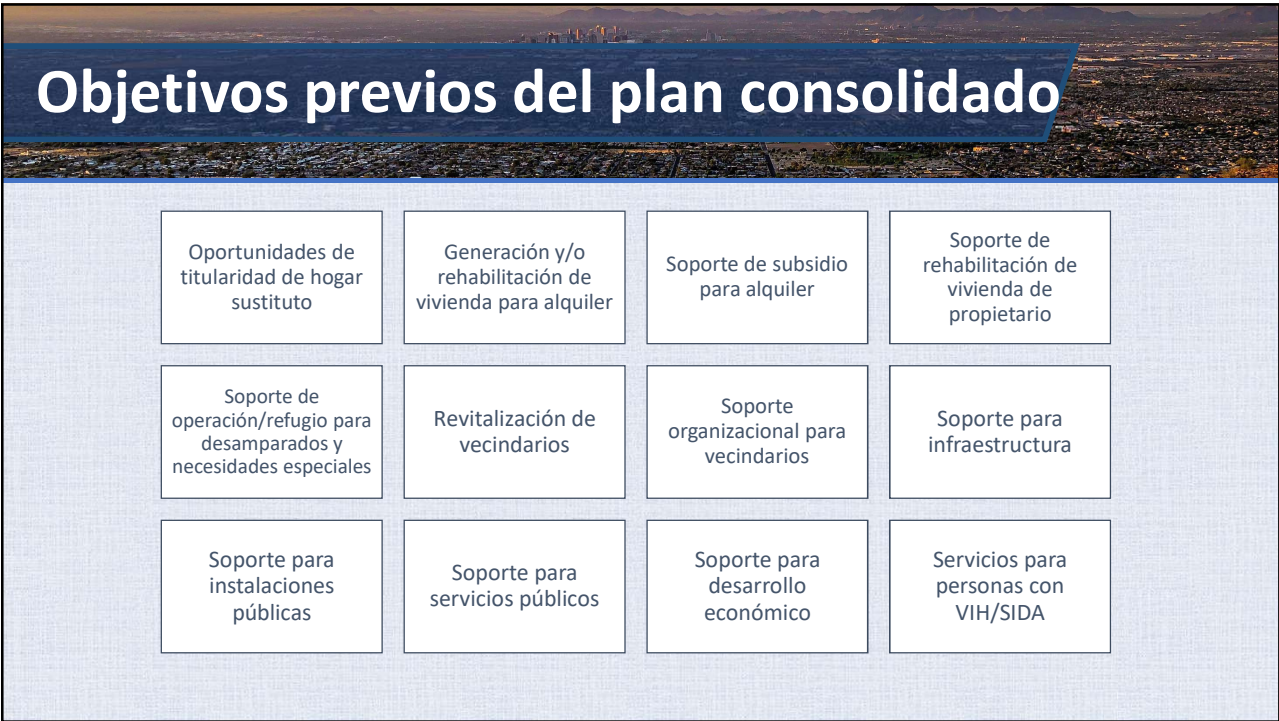 Objetivos previos del plan consolidado
Oportunidades de
titularidad de hogar
sustituto
Generación y/o
rehabilitación de
vivienda para alquiler
Soporte de subsidio
para alquiler
Soporte de
rehabilitación de
vivienda de
propietario
Soporte de
operación/refugio para
desamparados y
necesidades especiales
Revitalización de
vecindarios
Soporte
organizacional para
vecindarios
Soporte para
infraestructura
Soporte para
instalaciones
públicas
Soporte para
servicios públicos
Soporte para
desarrollo
económico
Servicios para
personas con
VIH/SIDA